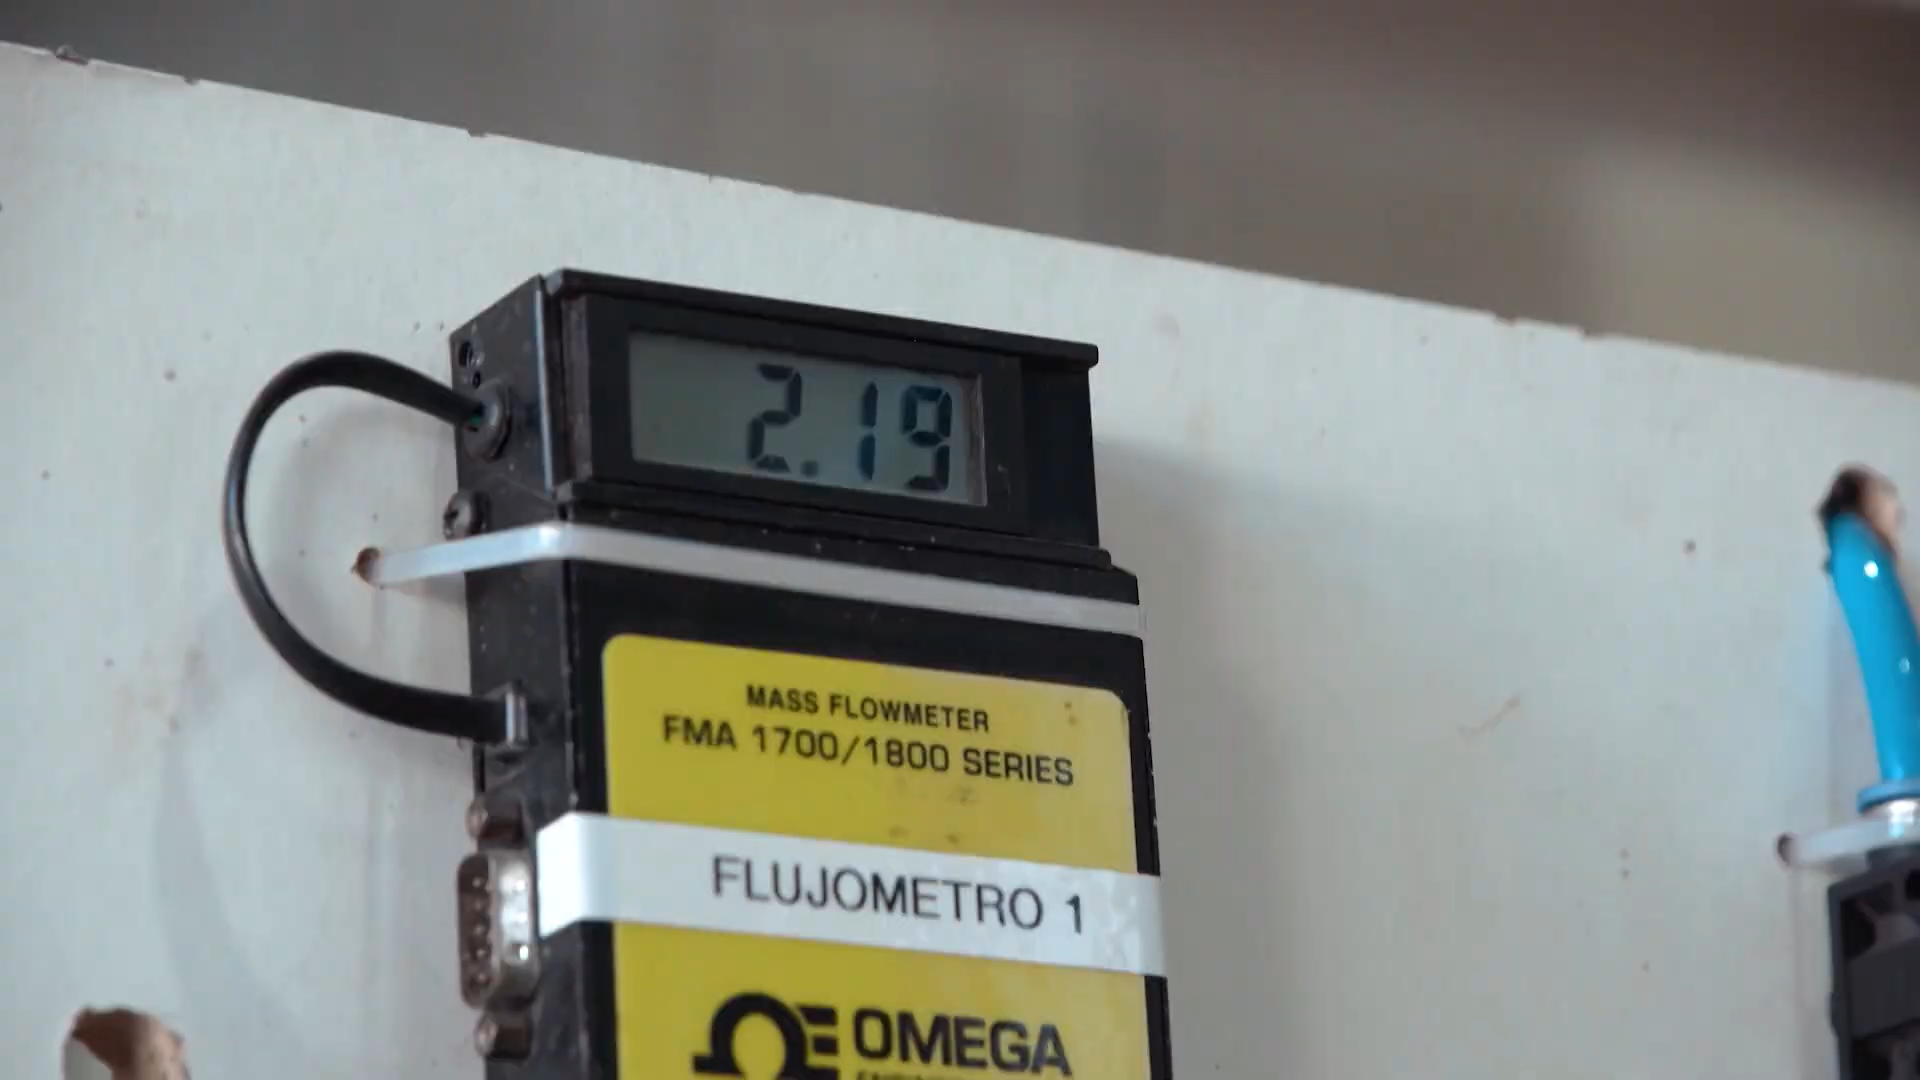 2.19
MASS FLOWMETER
FMA 1700/1800 SERIES
FLUJOMETRO 1
OMEGA